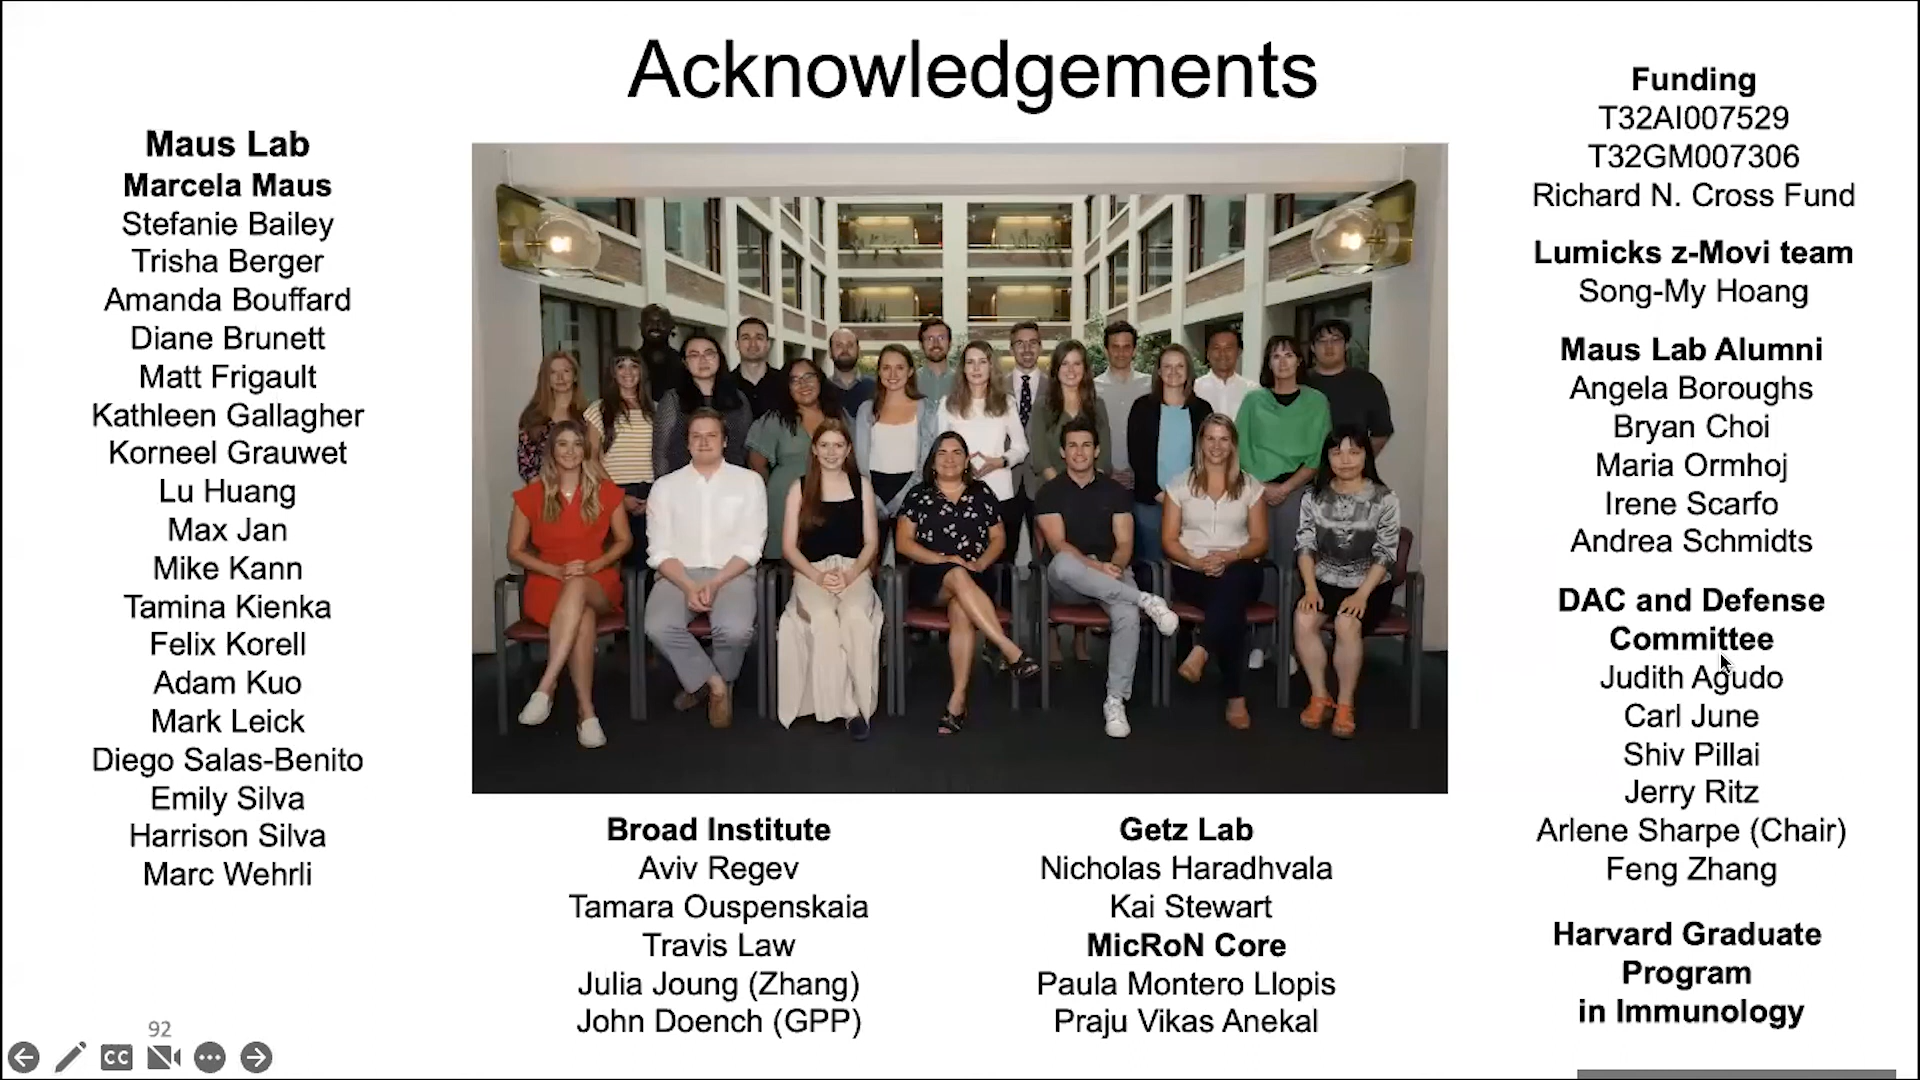 Acknowledgements
Maus Lab
Marcela Maus
Stefanie Bailey
Trisha Berger
Amanda Bouffard
Diane Brunett
Matt Frigault
Kathleen Gallagher
Korneel Grauwet
Lu Huang
Max Jan
Mike Kann
Tamina Kienka
Felix Korell
Adam Kuo
Mark Leick
Diego Salas-Benito
Emily Silva
Harrison Silva
Marc Wehrli
Broad Institute
Aviv Regev
Tamara Ouspenskaia
Travis Law
Julia Joung (Zhang)
John Doench (GPP)
Getz Lab
Nicholas Haradhvala
Kai Stewart
MicRoN Core
Paula Montero Llopis
Praju Vikas Anekal
Funding
T32AI007529
T32GM007306
Richard N. Cross Fund
Lumicks z-Movi team
Song-My Hoang
Maus Lab Alumni
Angela Boroughs
Bryan Choi
Maria Ormhoj
Irene Scarfo
Andrea Schmidts
DAC and Defense
Committee
Judith Agudo
Carl June
Shiv Pillai
Jerry Ritz
Arlene Sharpe (Chair)
Feng Zhang
Harvard Graduate
Program
in Immunology
92
CC